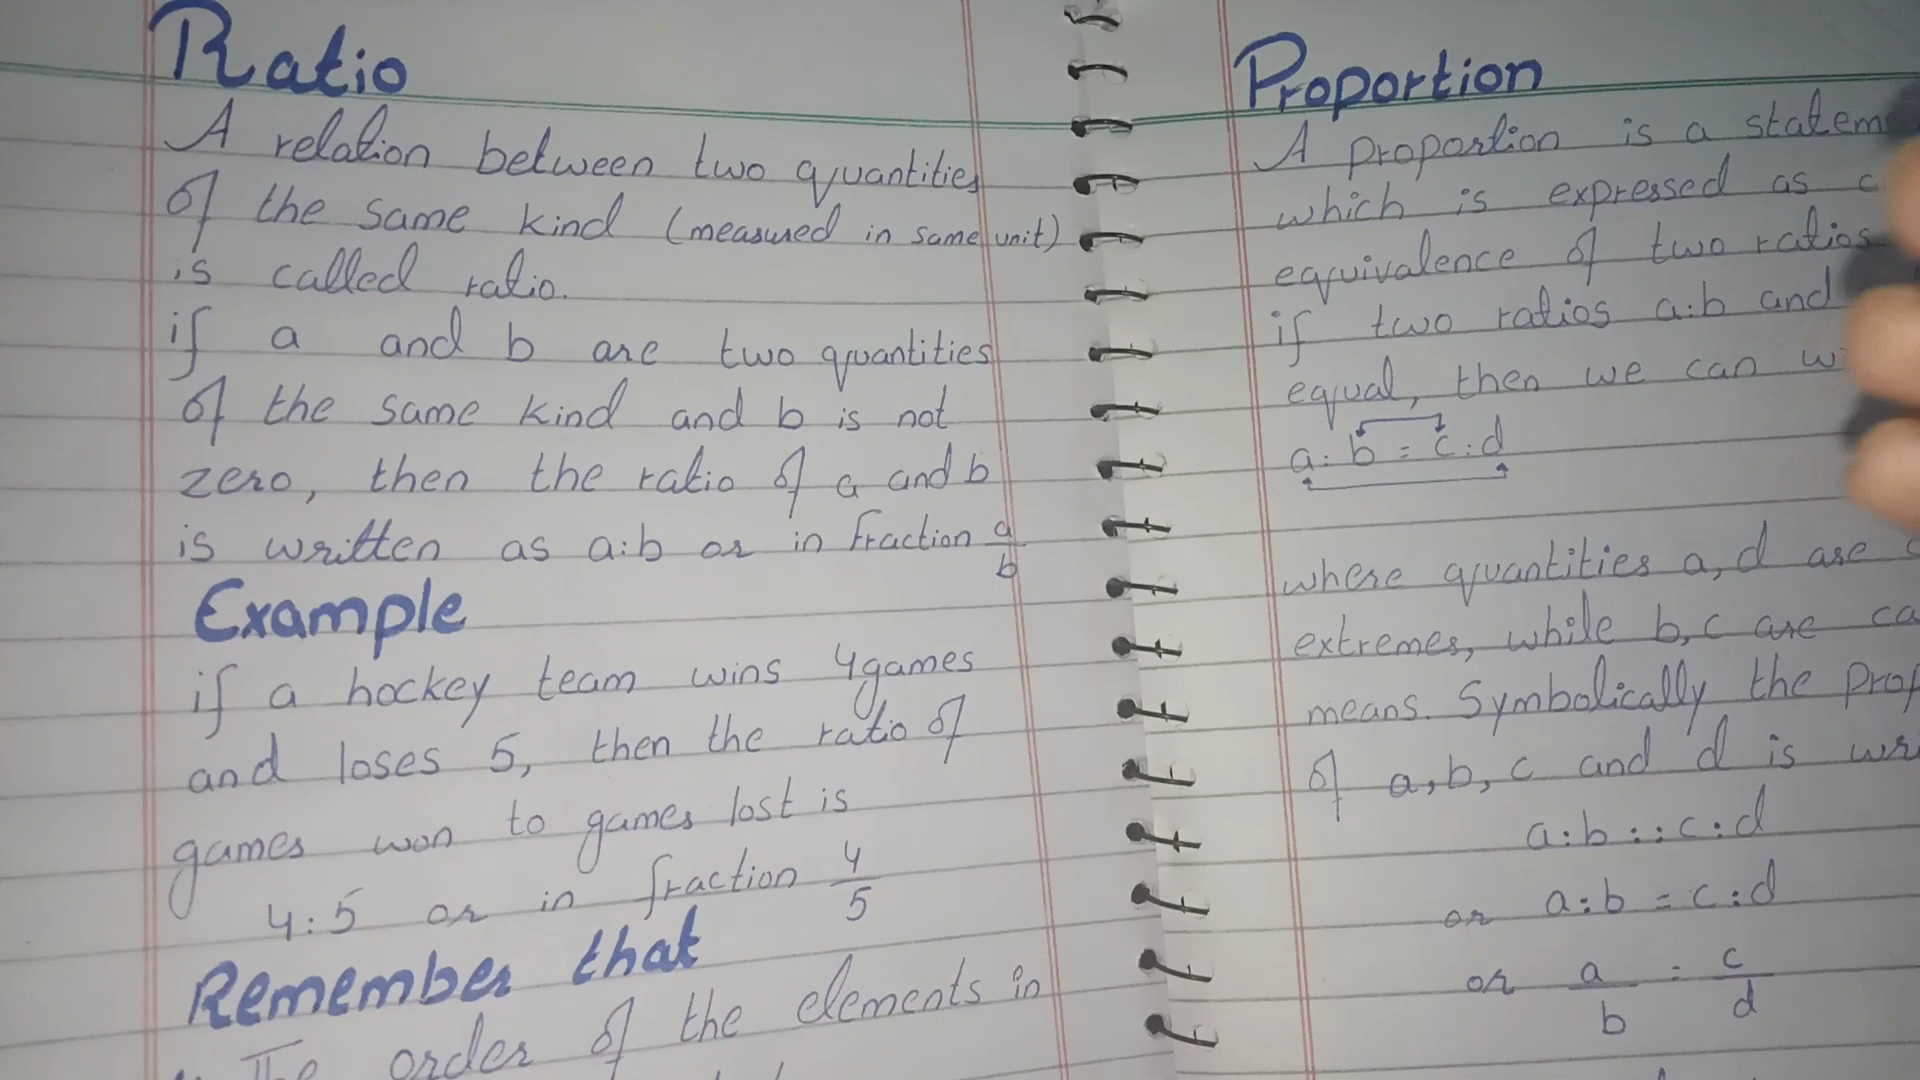 Ratio
A relation between two quantities
of the same kind (measured in same unit)
is called ratio.
if a and b are two quantities
of the same kind and b is not
zero, then the ratio of a and b
is written as a:b or in fraction a/b
Example
if a hockey team wins 4 games
and loses 5, then the ratio of
games won to games lost is
4:5 or in fraction 4/5
Remember that
The order of the elements in
Proportion
A proportion is a
which is expressed as
equivalence of two ratios
if two ratios a:b and
equal, then we can
a:b = c:d
where quantities a, d are
extremes, while b, c are
means. Symbolically the
of a, b, c and d is
a:b::c:d
or a:b = c:d
or a/b = c/d